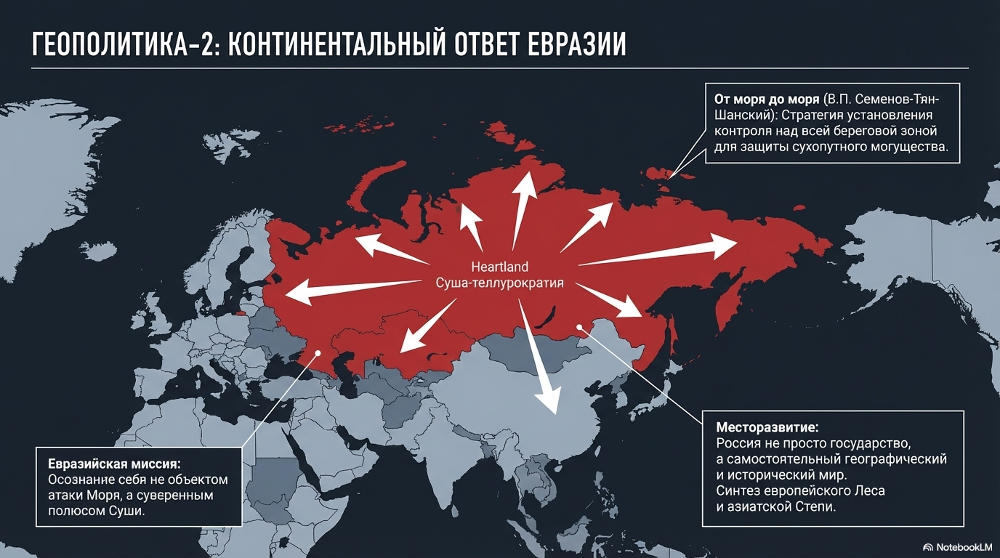 ГЕОПОЛИТИКА-2: КОНТИНЕНТАЛЬНЫЙ ОТВЕТ ЕВРАЗИИ
От моря до моря (В.П. Семенов-Тян-
Шанский): Стратегия установления
контроля над всей береговой зоной
для защиты сухопутного могущества.
Heartland
Суша-теллурократия
Евразийская миссия:
Осознание себя не объектом
атаки Моря, а суверенным
полюсом Суши.
Месторазвитие:
Россия не просто государство,
а самостоятельный географический
и исторический мир.
Синтез европейского Леса
и азиатской Степи.
NotebookLM